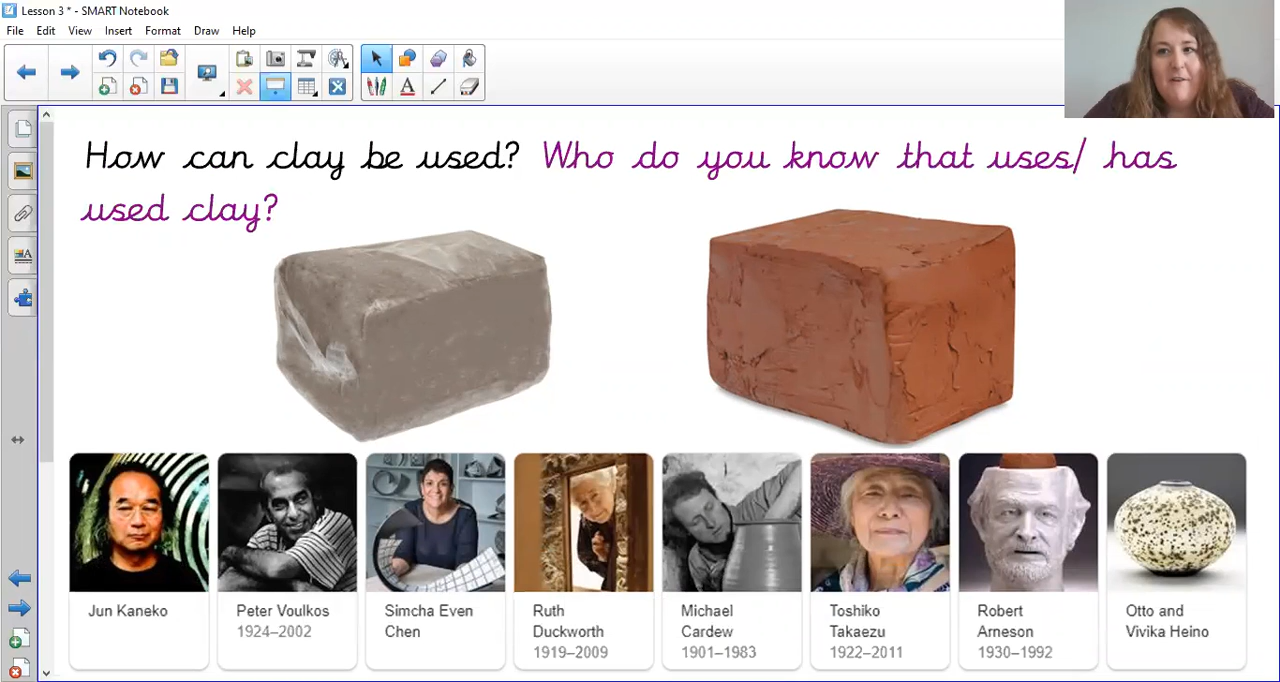 Lesson 3 * - SMART Notebook
File Edit View Insert Format Draw Help
How can clay be used? Who do you know that uses/ has
used clay?
Jun Kaneko
Peter Voulkos
1924–2002
Simcha Even
Chen
Ruth
Duckworth
1919–2009
Michael
Cardew
1901–1983
Toshiko
Takaezu
1922–2011
Robert
Arneson
1930–1992
Otto and
Vivika Heino